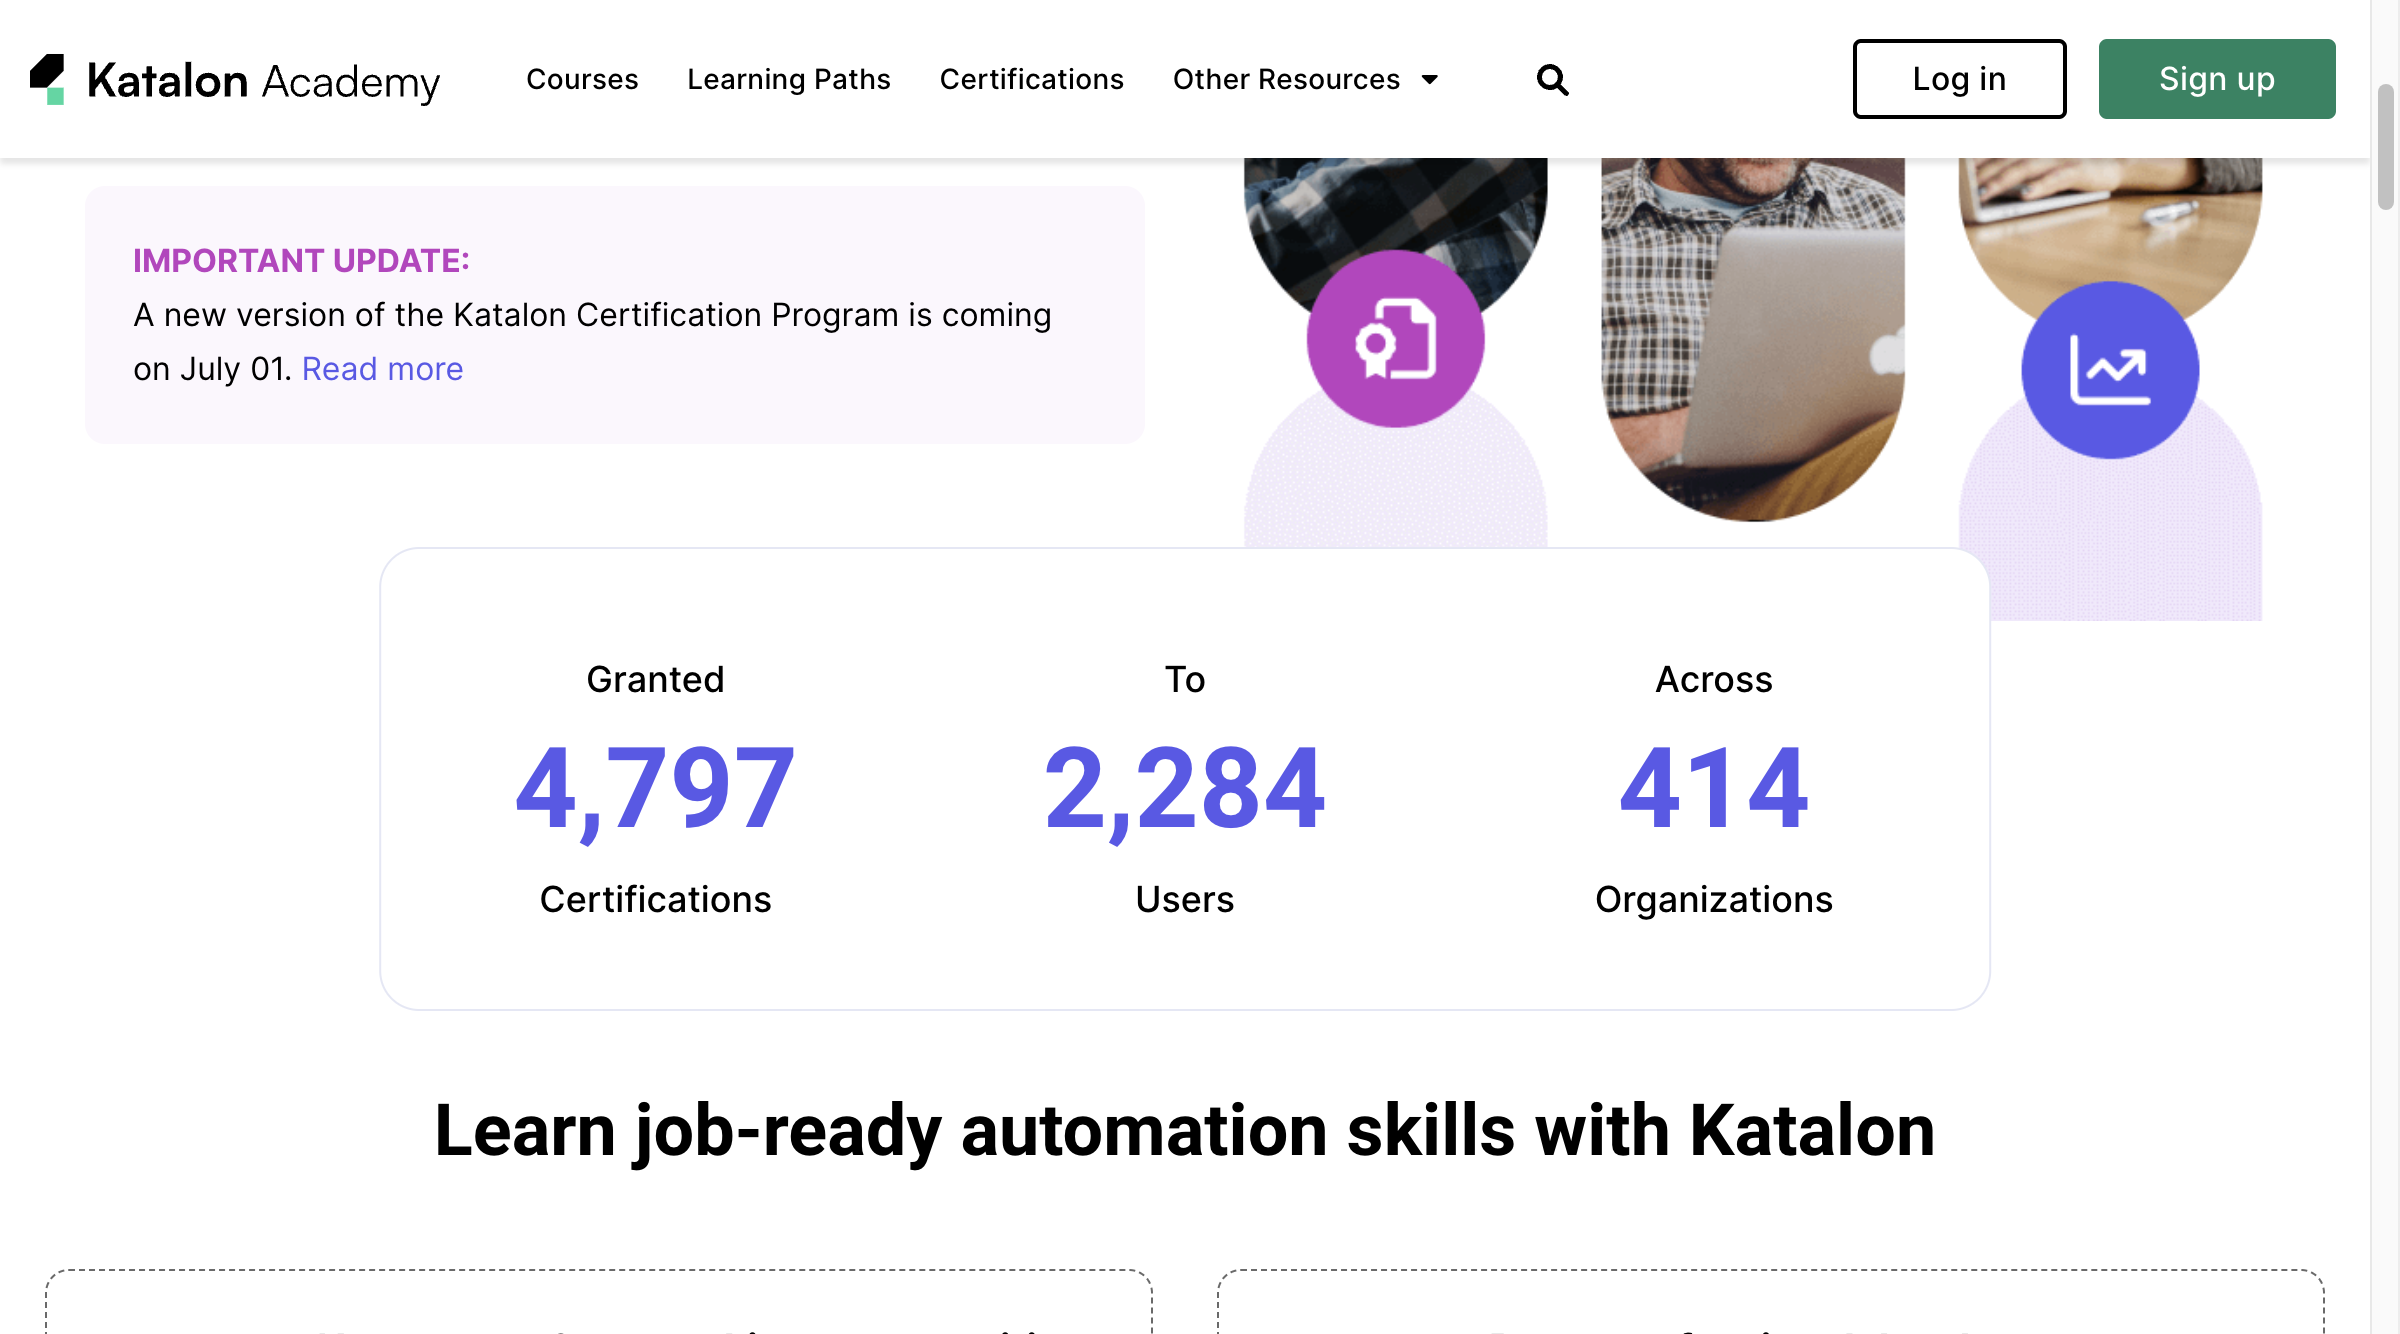 Katalon Academy
Courses
Learning Paths
Certifications
Other Resources
Log in
Sign up
IMPORTANT UPDATE:
A new version of the Katalon Certification Program is coming
on July 01. Read more
Granted
4,797
Certifications
To
2,284
Users
Across
414
Organizations
Learn job-ready automation skills with Katalon